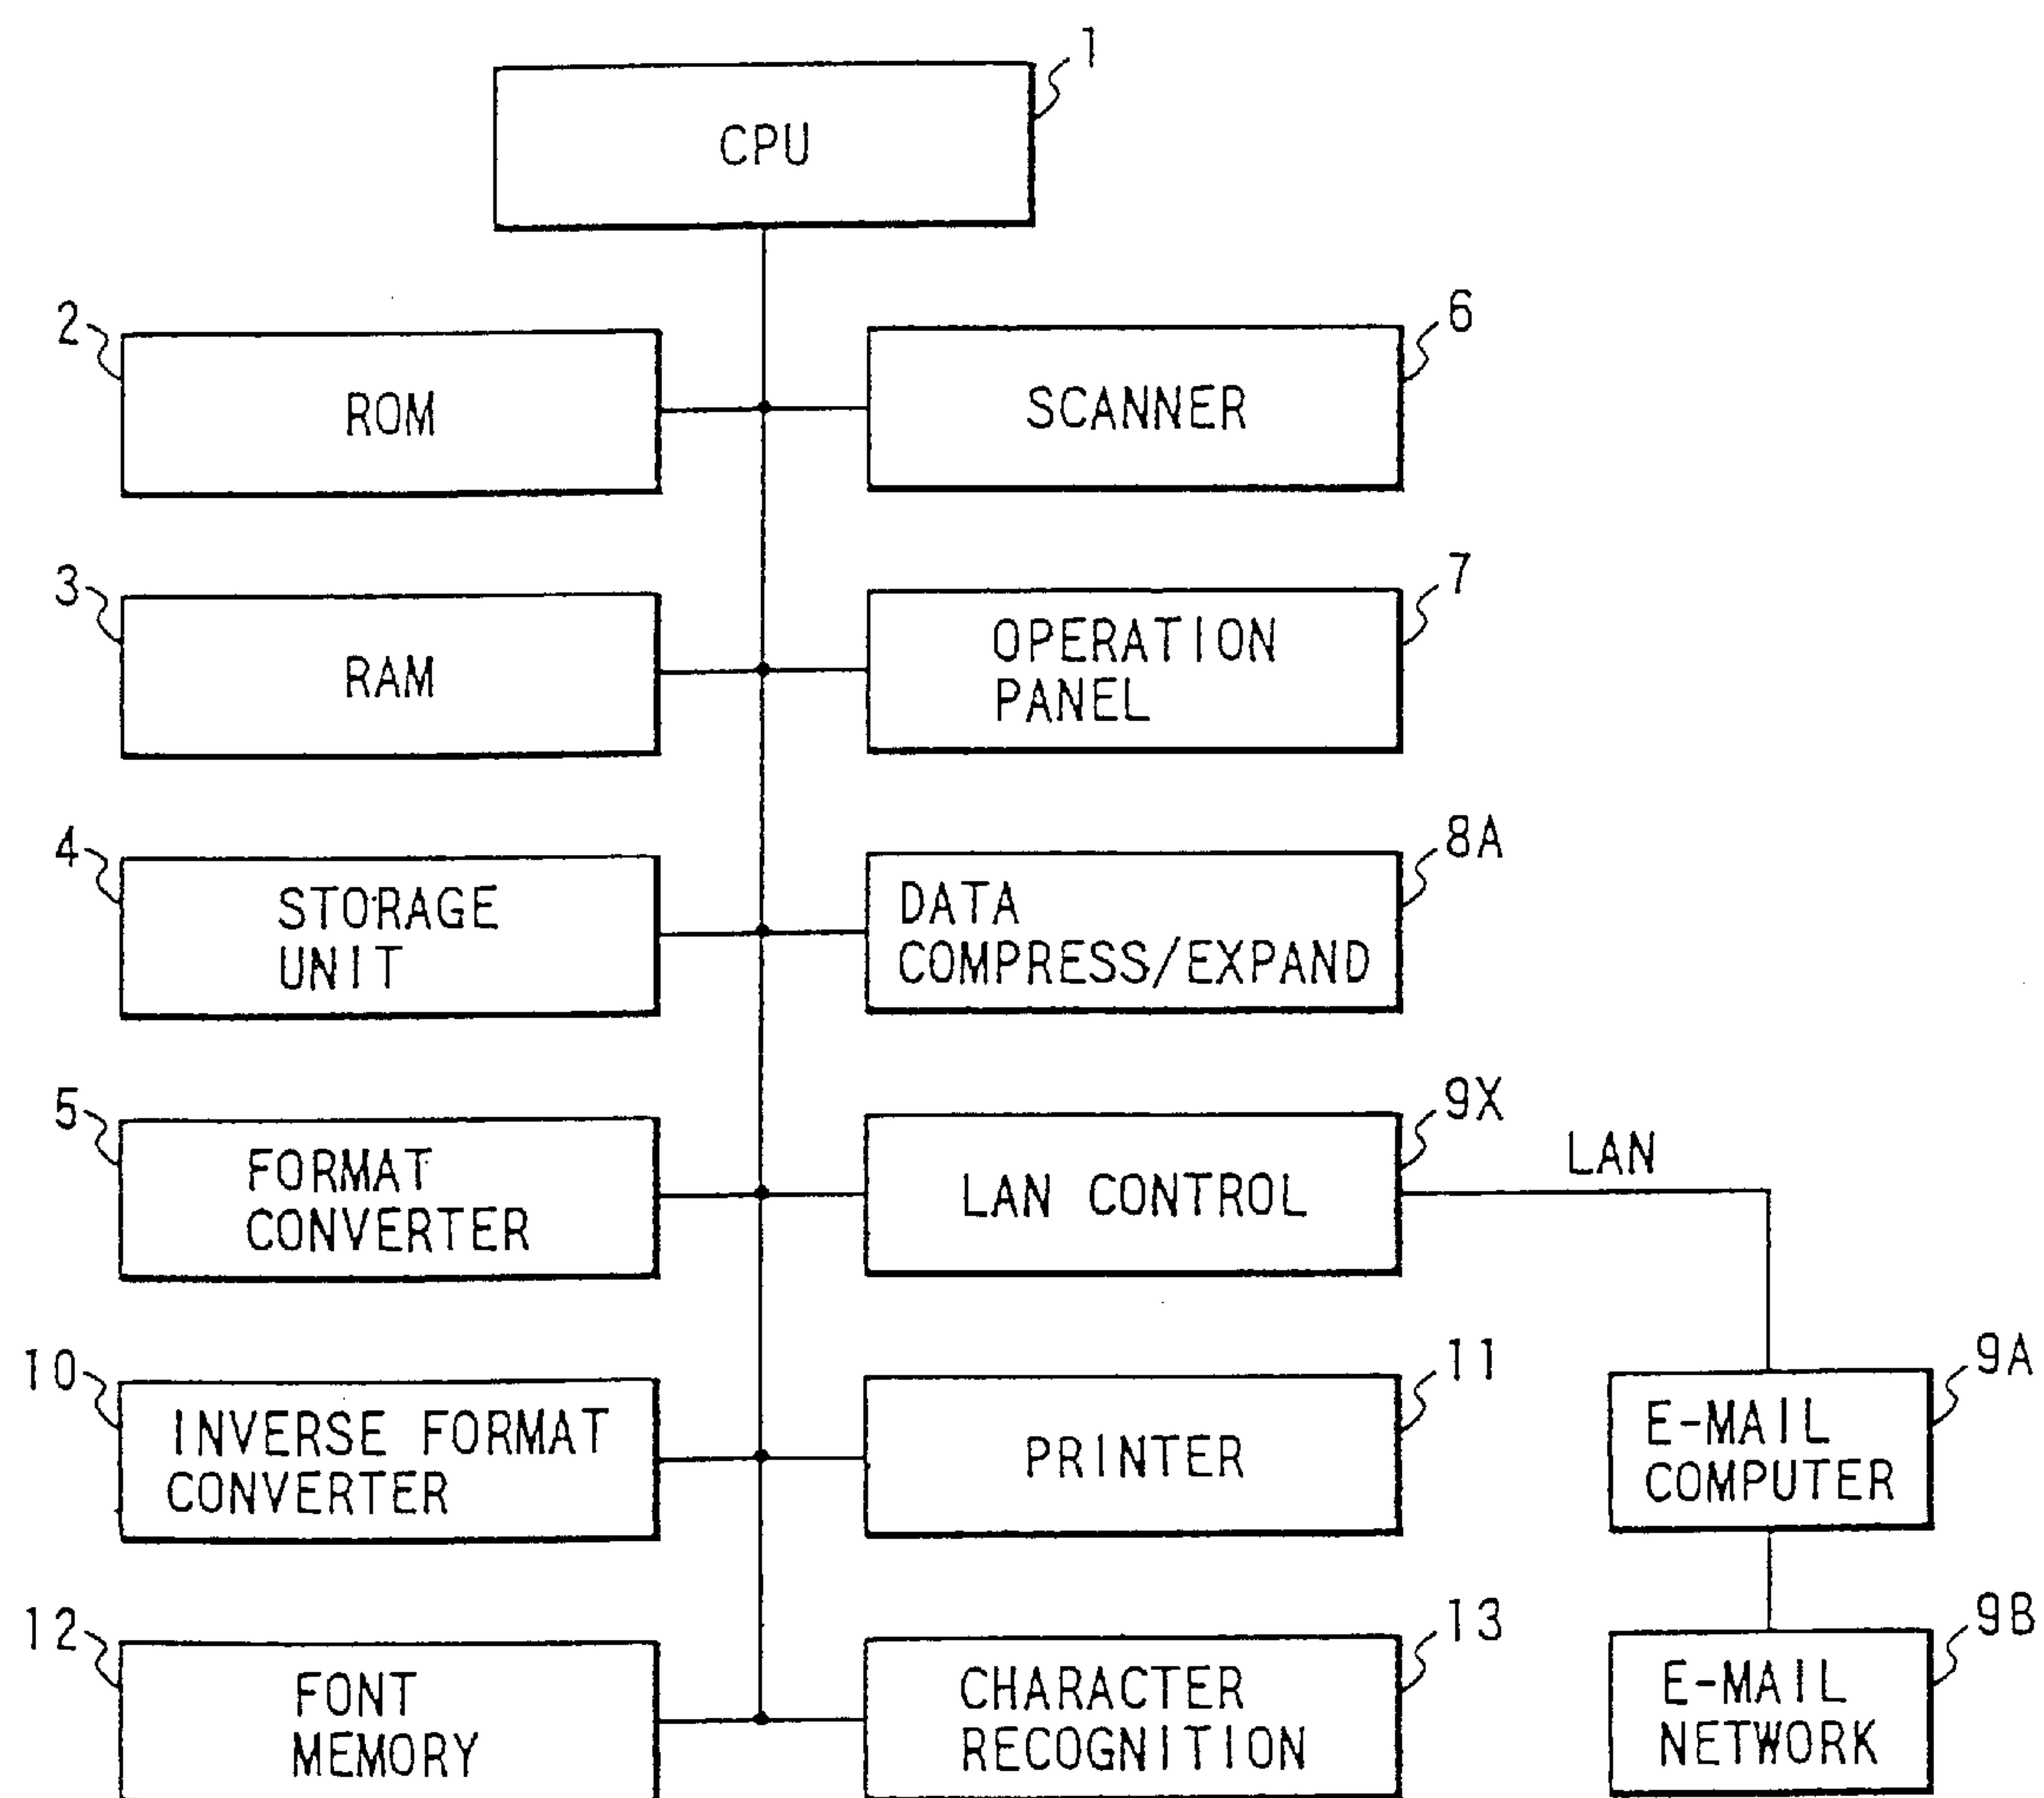 1
CPU
2
ROM
6
SCANNER
3
RAM
7
OPERATION
PANEL
4
STORAGE
UNIT
8A
DATA
COMPRESS/EXPAND
5
FORMAT
CONVERTER
9X
LAN CONTROL
LAN
10
INVERSE FORMAT
CONVERTER
11
PRINTER
9A
E-MAIL
COMPUTER
12
FONT
MEMORY
13
CHARACTER
RECOGNITION
9B
E-MAIL
NETWORK